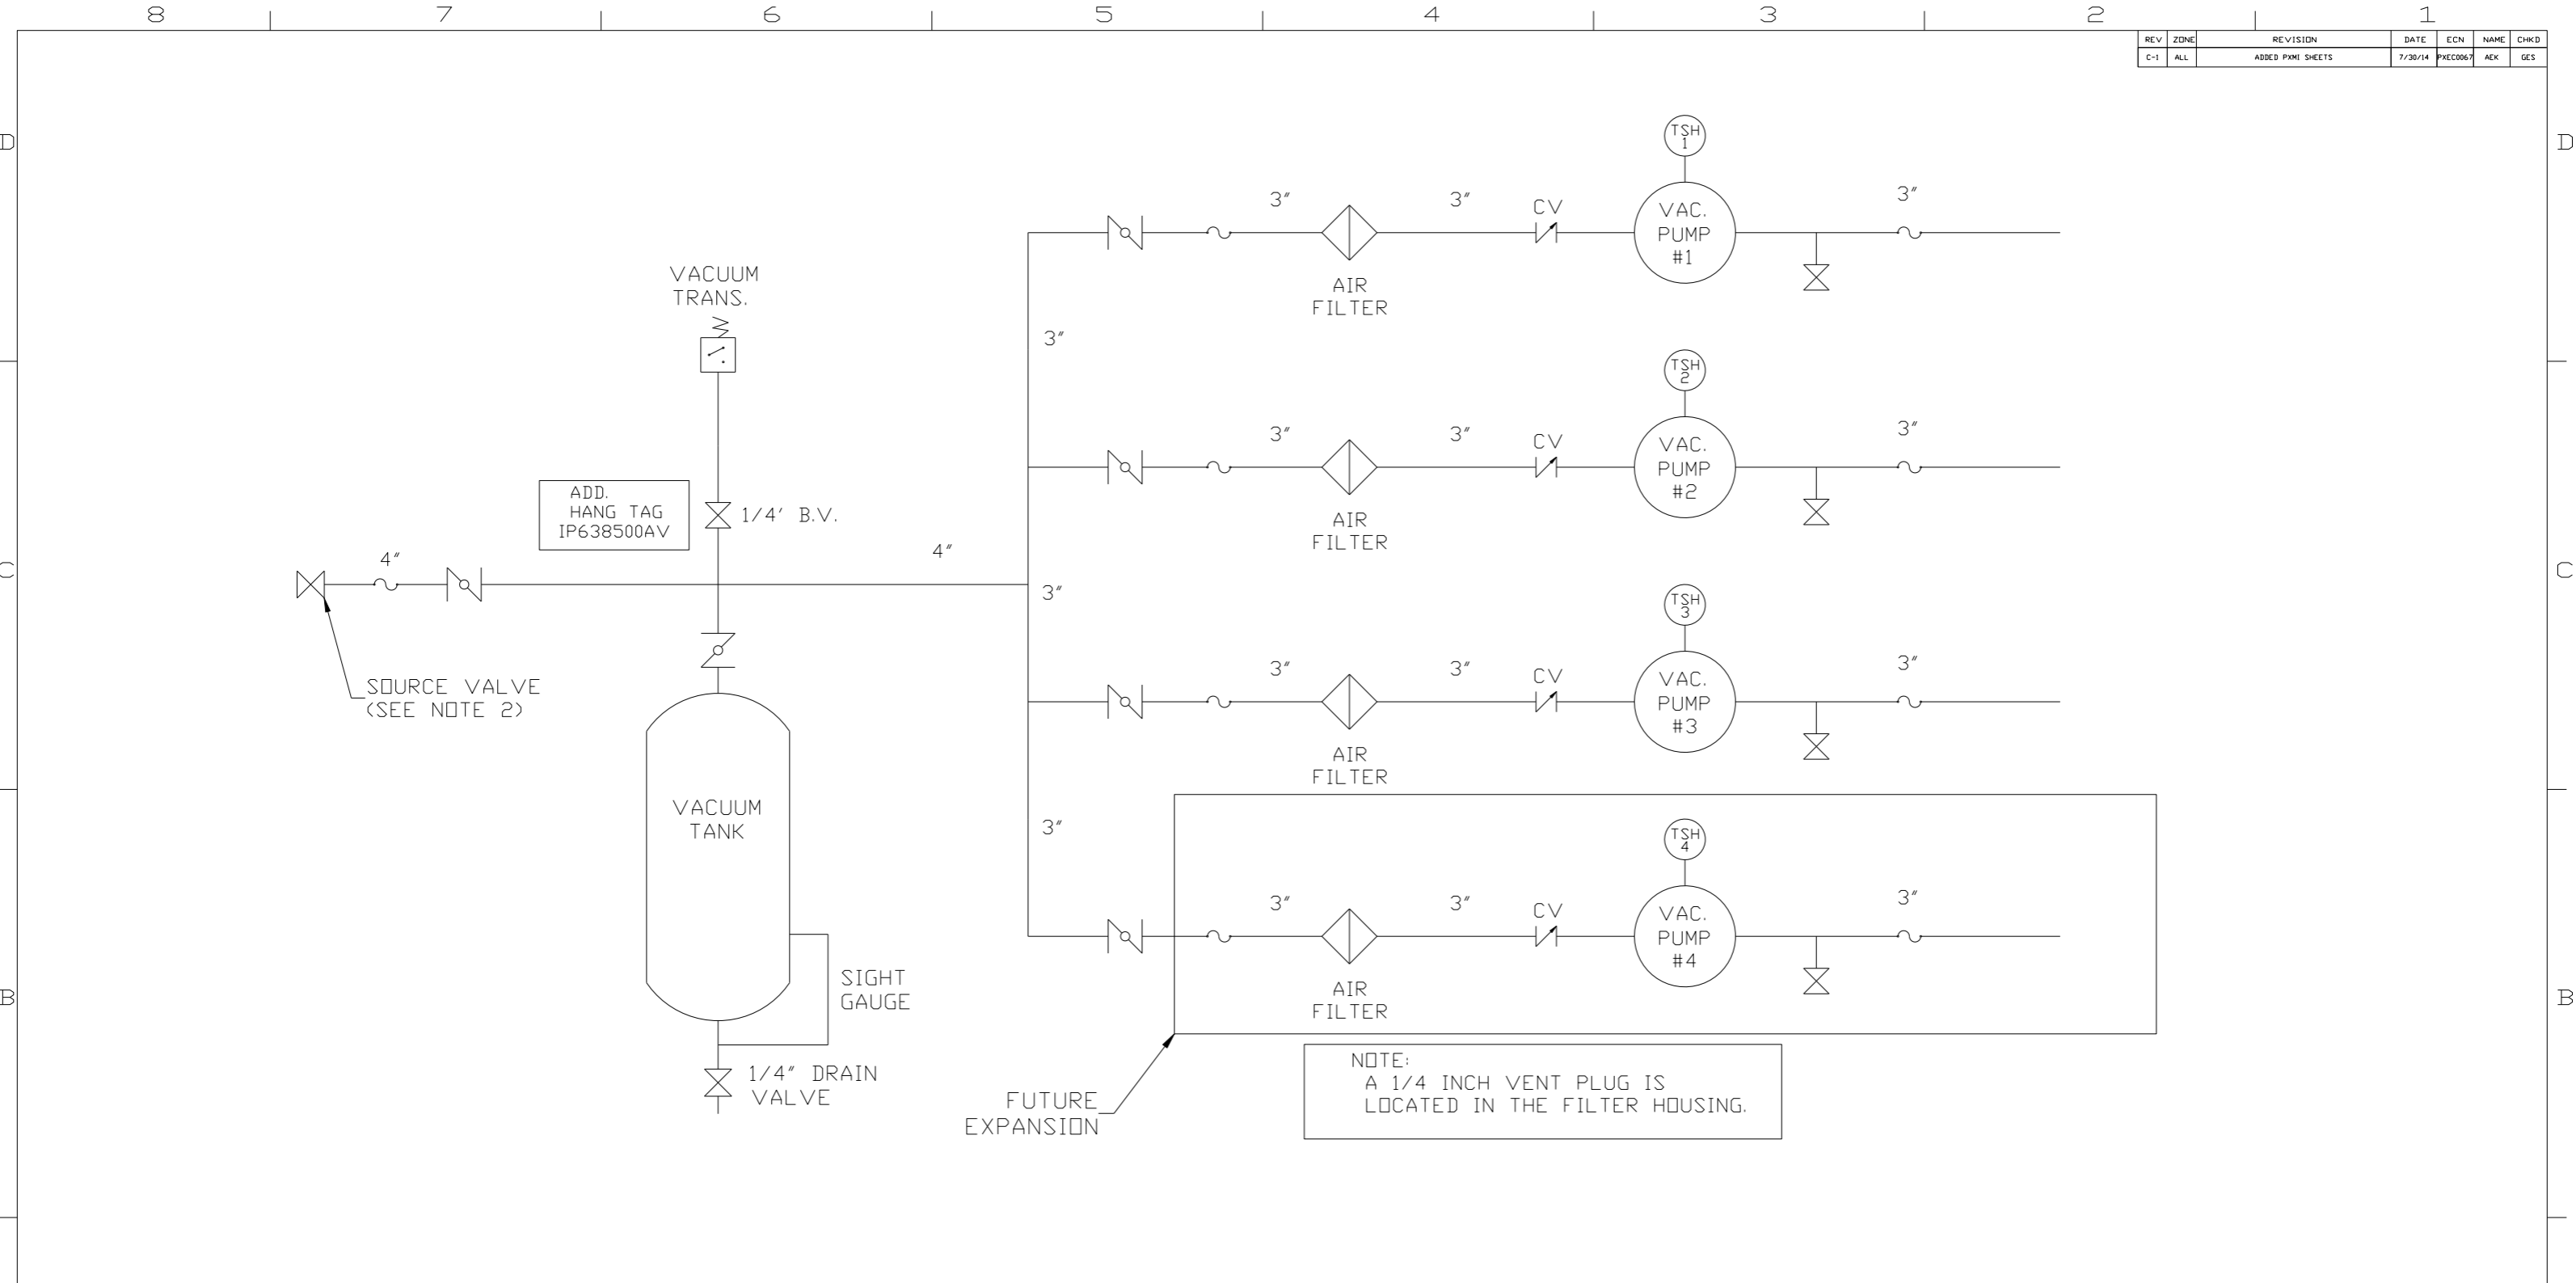 8 7 6 5 4 3 2 1
REV ZONE REVISION DATE ECN NAME CHKD
C-1 ALL ADDED PXMI SHEETS 7/30/14 PXEC0067 AEK GES
D
D
TSH
1
3"
3"
CV
VAC.
PUMP
#1
3"
AIR
FILTER
VACUUM
TRANS.
3"
TSH
2
3"
3"
CV
VAC.
PUMP
#2
3"
AIR
FILTER
ADD.
HANG TAG
IP638500AV
1/4' B.V.
4"
4"
C
C
3"
SOURCE VALVE
(SEE NOTE 2)
TSH
3
3"
3"
CV
VAC.
PUMP
#3
3"
AIR
FILTER
VACUUM
TANK
3"
TSH
4
3"
3"
CV
VAC.
PUMP
#4
3"
AIR
FILTER
B
B
SIGHT
GAUGE
1/4" DRAIN
VALVE
FUTURE
EXPANSION
NOTE:
A 1/4 INCH VENT PLUG IS
LOCATED IN THE FILTER HOUSING.